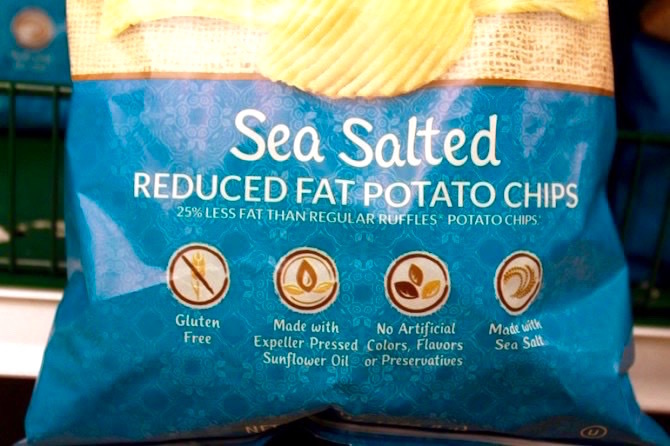 Sea Salted
REDUCED FAT POTATO CHIPS
25% LESS FAT THAN REGULAR RUFFLES® POTATO CHIPS
Gluten
Free
Made with
Expeller Pressed
Sunflower Oil
No Artificial
Colors, Flavors
or Preservatives
Made with
Sea Salt